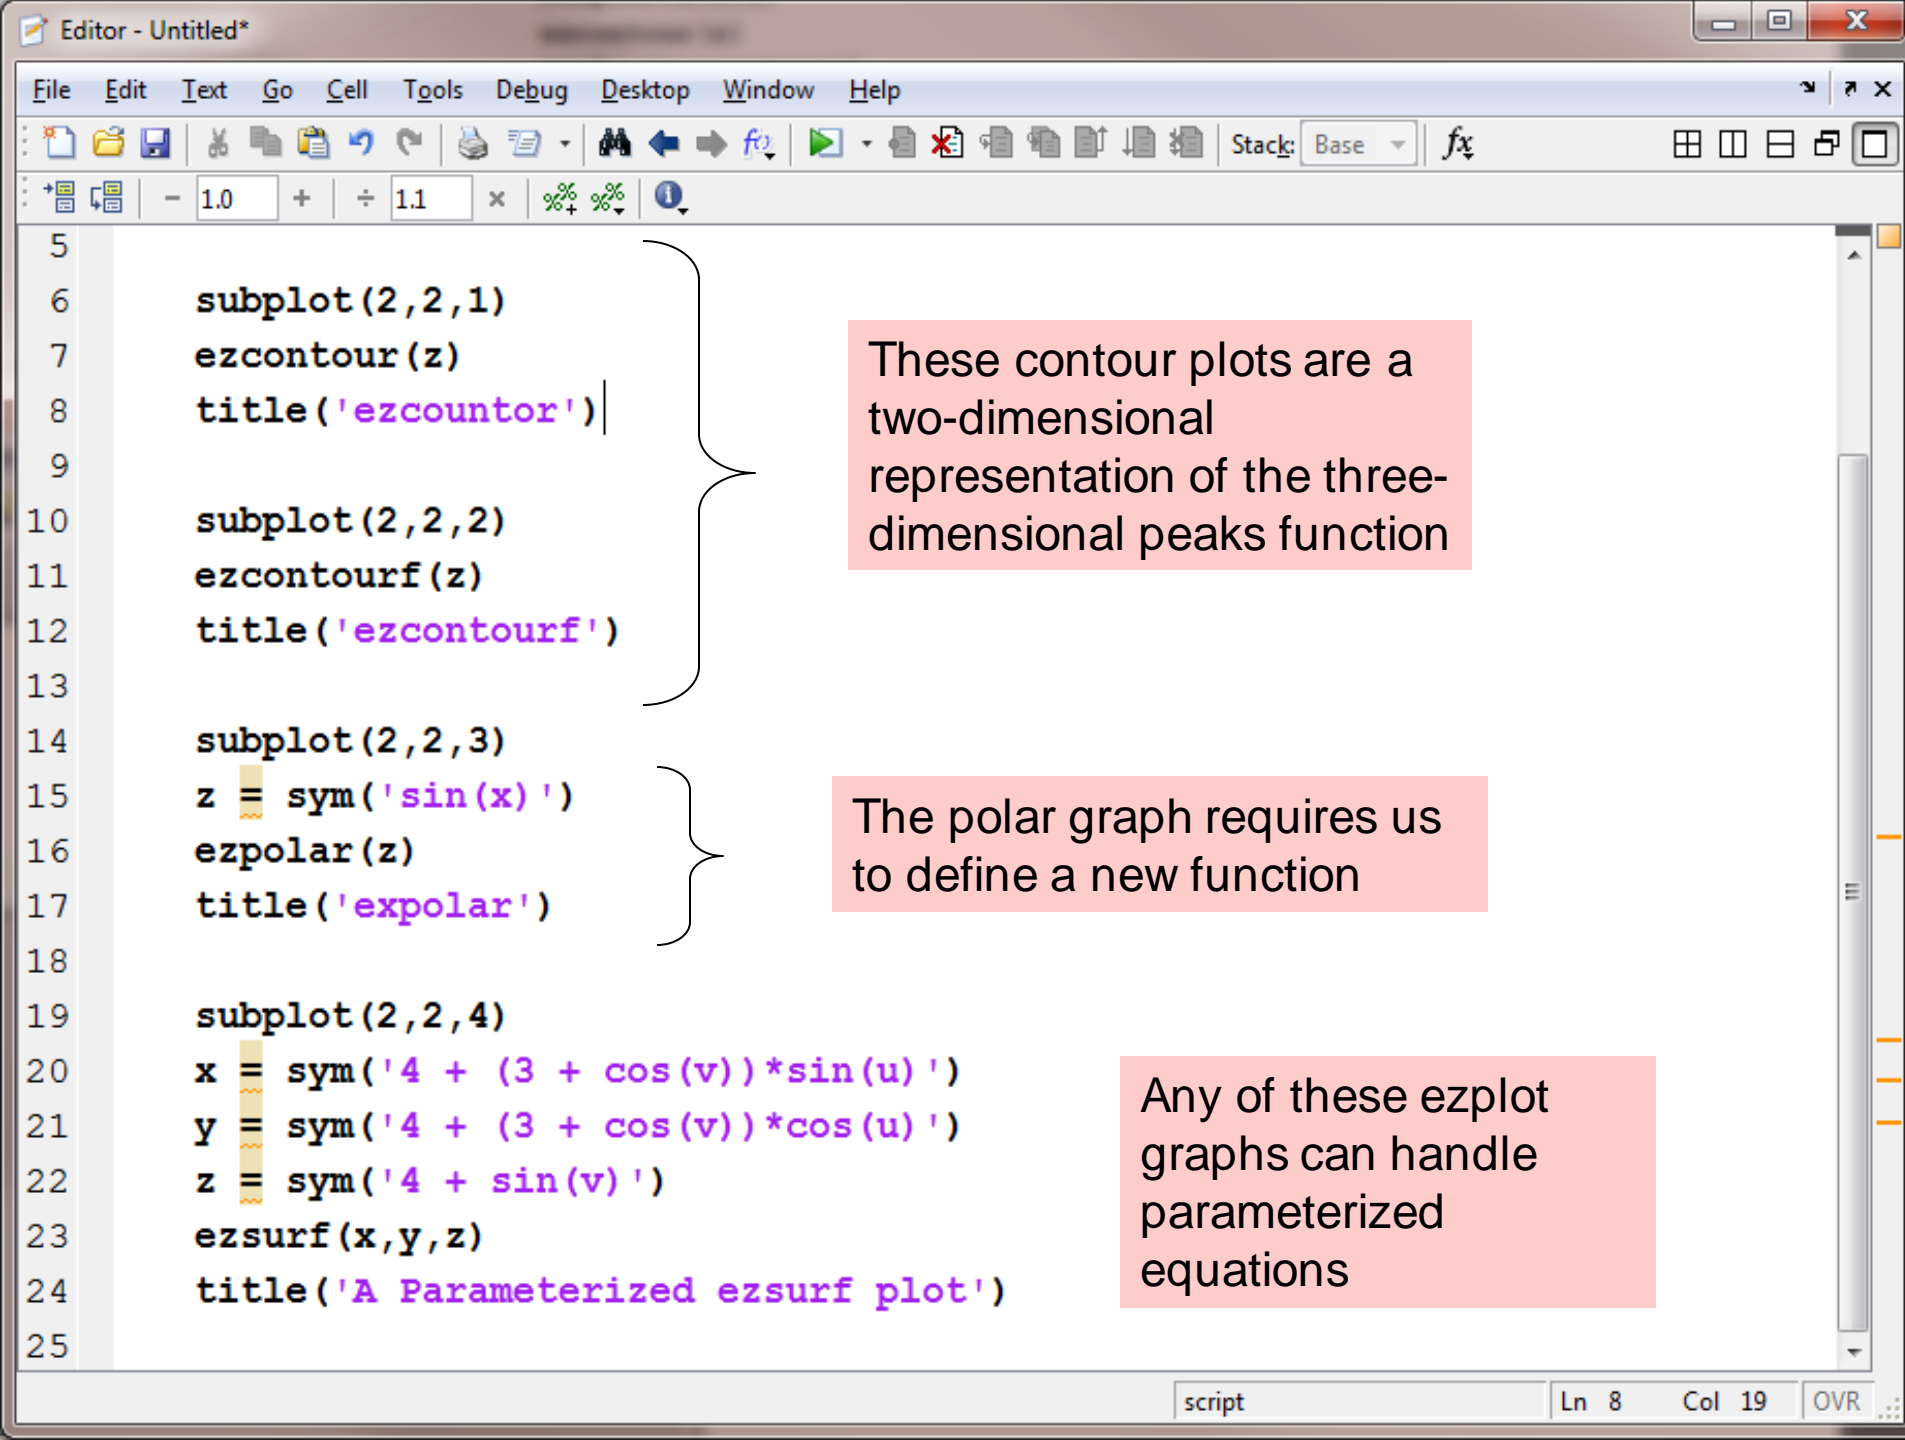 Editor - Untitled*
File Edit Text Go Cell Tools Debug Desktop Window Help
Stack: Base fx
- 1.0 + ÷ 1.1 ×
5
6 subplot(2,2,1)
7 ezcontour(z)
8 title('ezcountor')
9
10 subplot(2,2,2)
11 ezcontourf(z)
12 title('ezcontourf')
13
14 subplot(2,2,3)
15 z = sym('sin(x)')
16 ezpolar(z)
17 title('expolar')
18
19 subplot(2,2,4)
20 x = sym('4 + (3 + cos(v))*sin(u)')
21 y = sym('4 + (3 + cos(v))*cos(u)')
22 z = sym('4 + sin(v)')
23 ezsurf(x,y,z)
24 title('A Parameterized ezsurf plot')
25
These contour plots are a
two-dimensional
representation of the three-
dimensional peaks function
The polar graph requires us
to define a new function
Any of these ezplot
graphs can handle
parameterized
equations
script Ln 8 Col 19 OVR